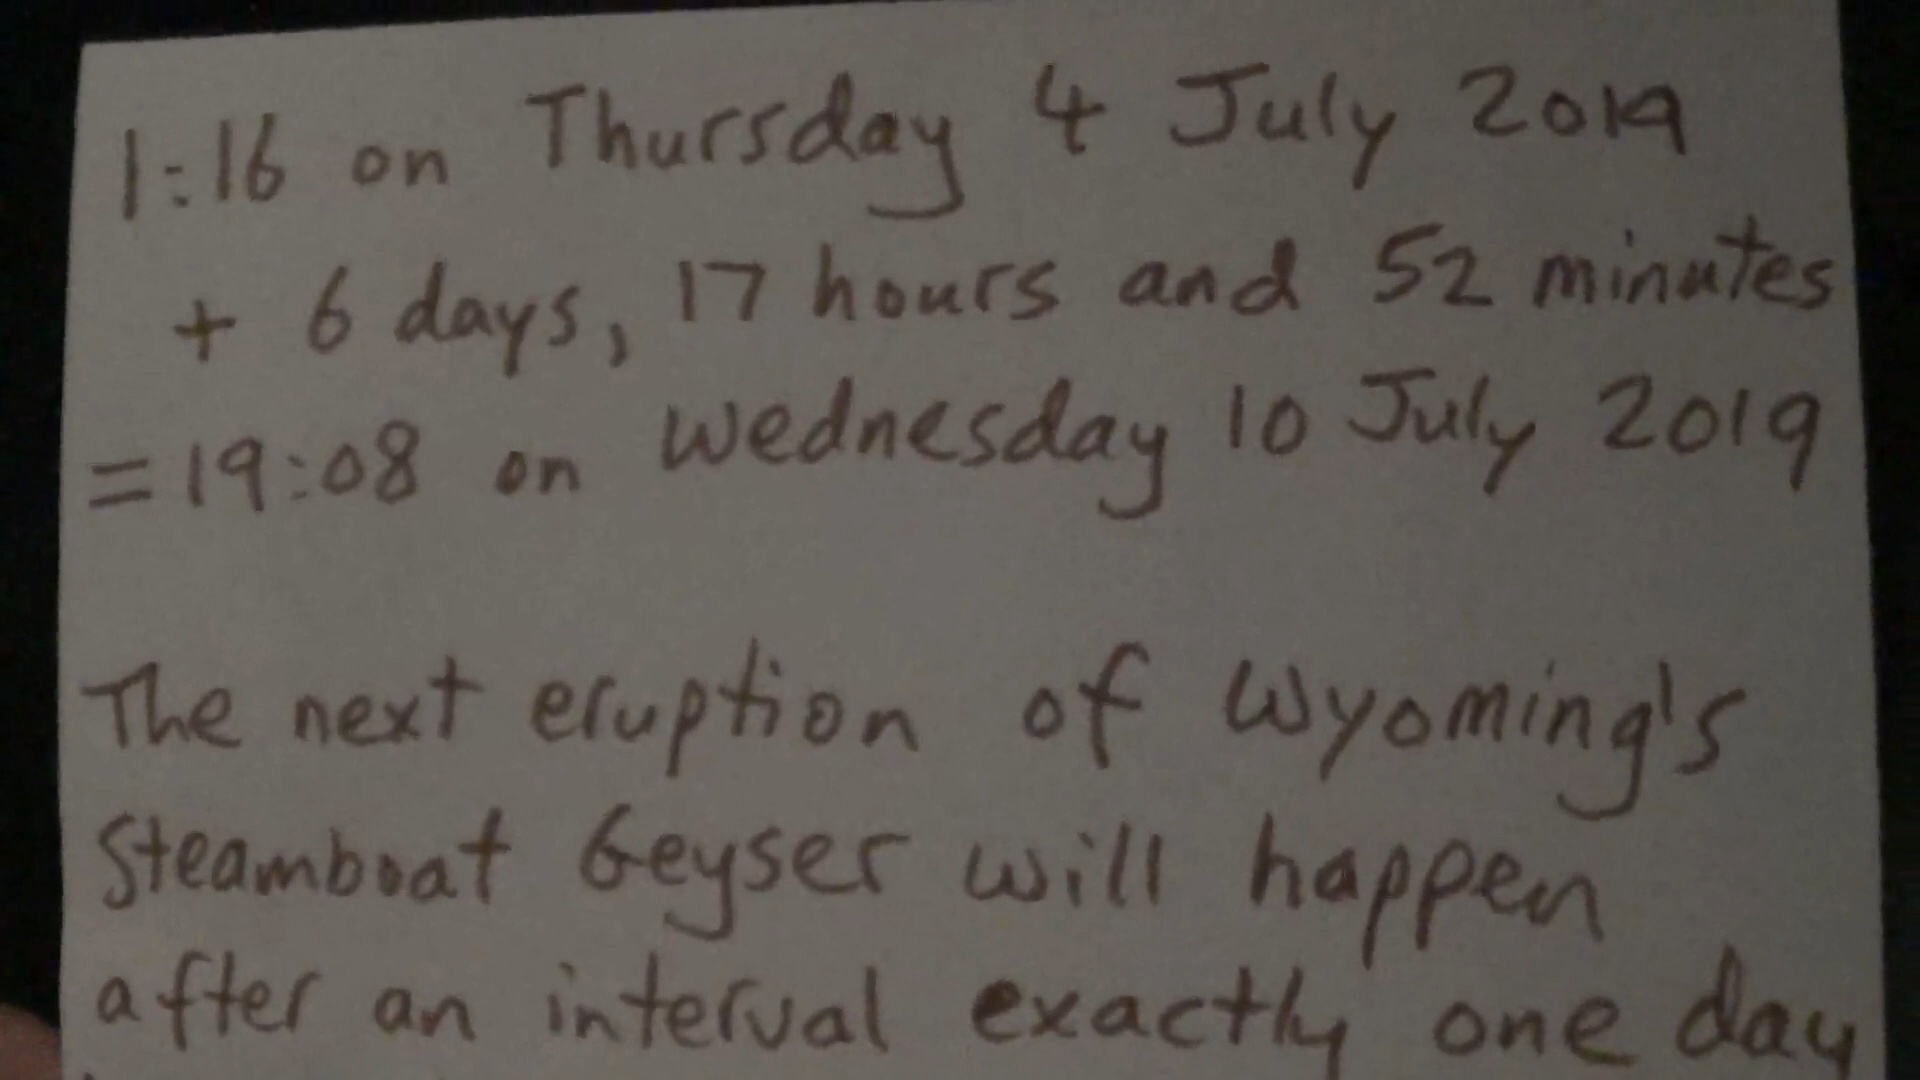 1:16 on Thursday 4 July 2019
+ 6 days, 17 hours and 52 minutes
= 19:08 on Wednesday 10 July 2019
The next eruption of Wyoming's
Steamboat Geyser will happen
after an interval exactly one day